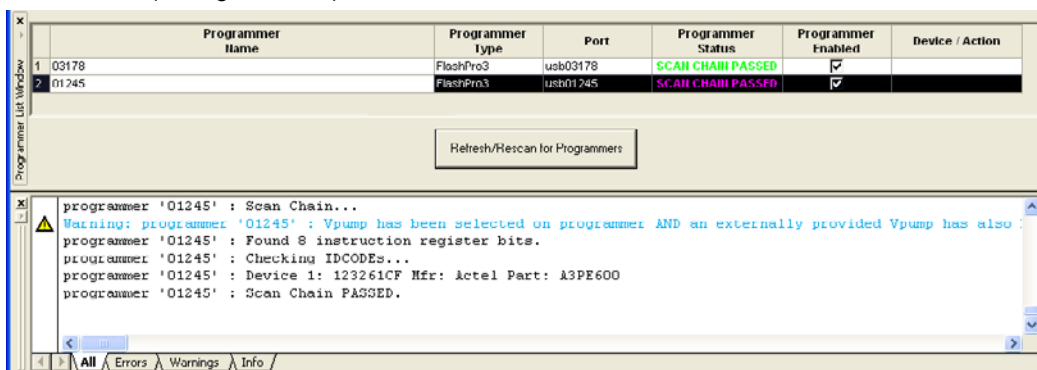 Programmer Name Programmer Type Port Programmer Status Programmer Enabled Device / Action
1 03178 FlashPro3 usb03178 SCAN CHAIN PASSED
2 01245 FlashPro3 usb01245 SCAN CHAIN PASSED
Programmer List Window
Refresh/Rescan for Programmers
programmer '01245' : Scan Chain...
Warning: programmer '01245' : Vpump has been selected on programmer AND an externally provided Vpump has also
programmer '01245' : Found 8 instruction register bits.
programmer '01245' : Checking IDCODEs...
programmer '01245' : Device 1: 123261CF Mfr: Actel Part: A3PE600
programmer '01245' : Scan Chain PASSED.
All Errors Warnings Info